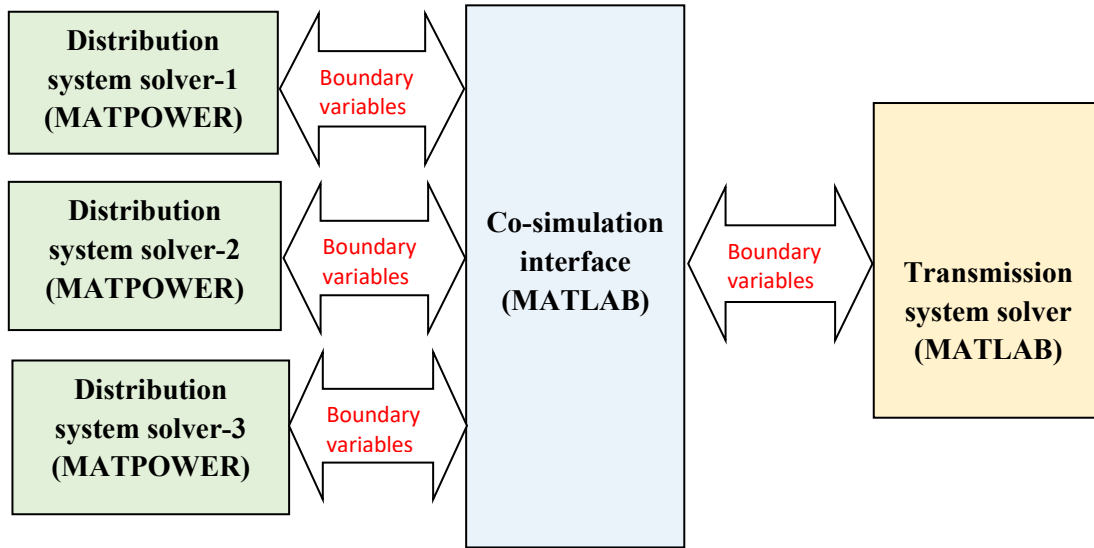 Distribution
system solver-1
(MATPOWER)
Boundary
variables
Distribution
system solver-2
(MATPOWER)
Boundary
variables
Distribution
system solver-3
(MATPOWER)
Boundary
variables
Co-simulation
interface
(MATLAB)
Boundary
variables
Transmission
system solver
(MATLAB)